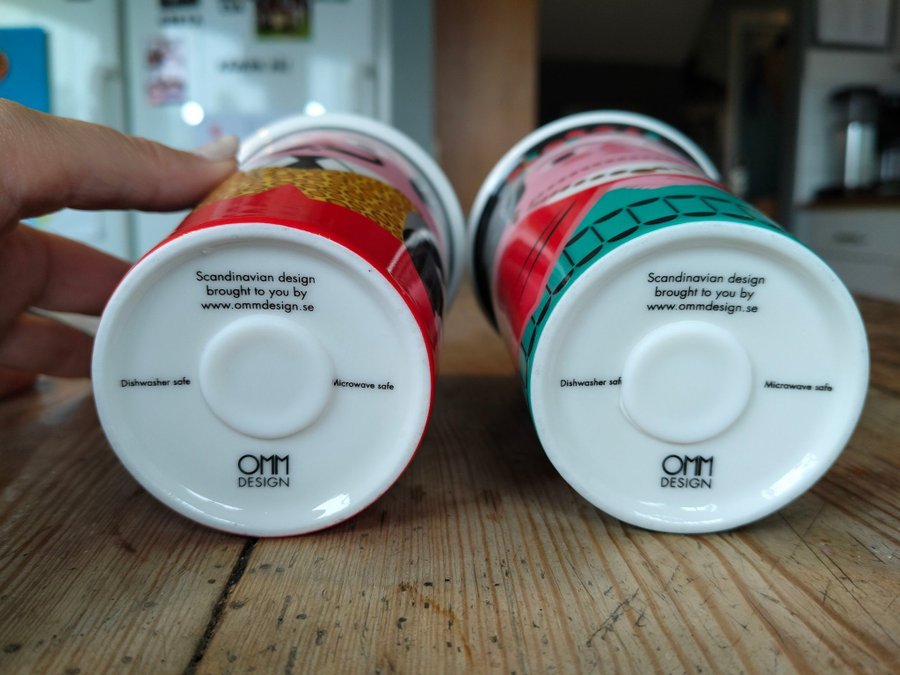 Scandinavian design
brought to you by
www.ommdesign.se
Dishwasher safe
Microwave safe
OMM
DESIGN
Scandinavian design
brought to you by
www.ommdesign.se
Dishwasher safe
Microwave safe
OMM
DESIGN